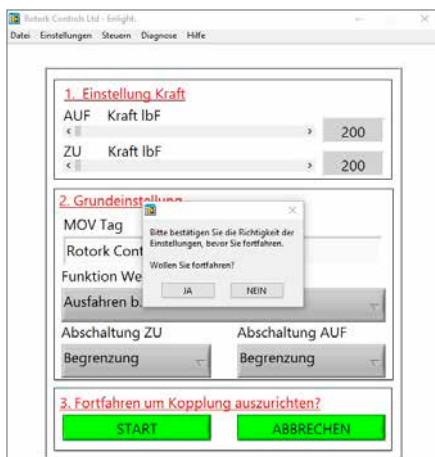 Rotork Controls Ltd - Enlight.
Datei Einstellungen Steuern Diagnose Hilfe
1. Einstellung Kraft
AUF Kraft lbF
200
ZU Kraft lbF
200
2. Grundeinstellung
MOV Tag
Rotork Cont
Funktion We
Ausfahren b.
Bitte bestätigen Sie die Richtigkeit der
Einstellungen, bevor Sie fortfahren.
Wollen Sie fortfahren?
JA NEIN
Abschaltung ZU Abschaltung AUF
Begrenzung Begrenzung
3. Fortfahren um Kopplung auszurichten?
START ABBRECHEN